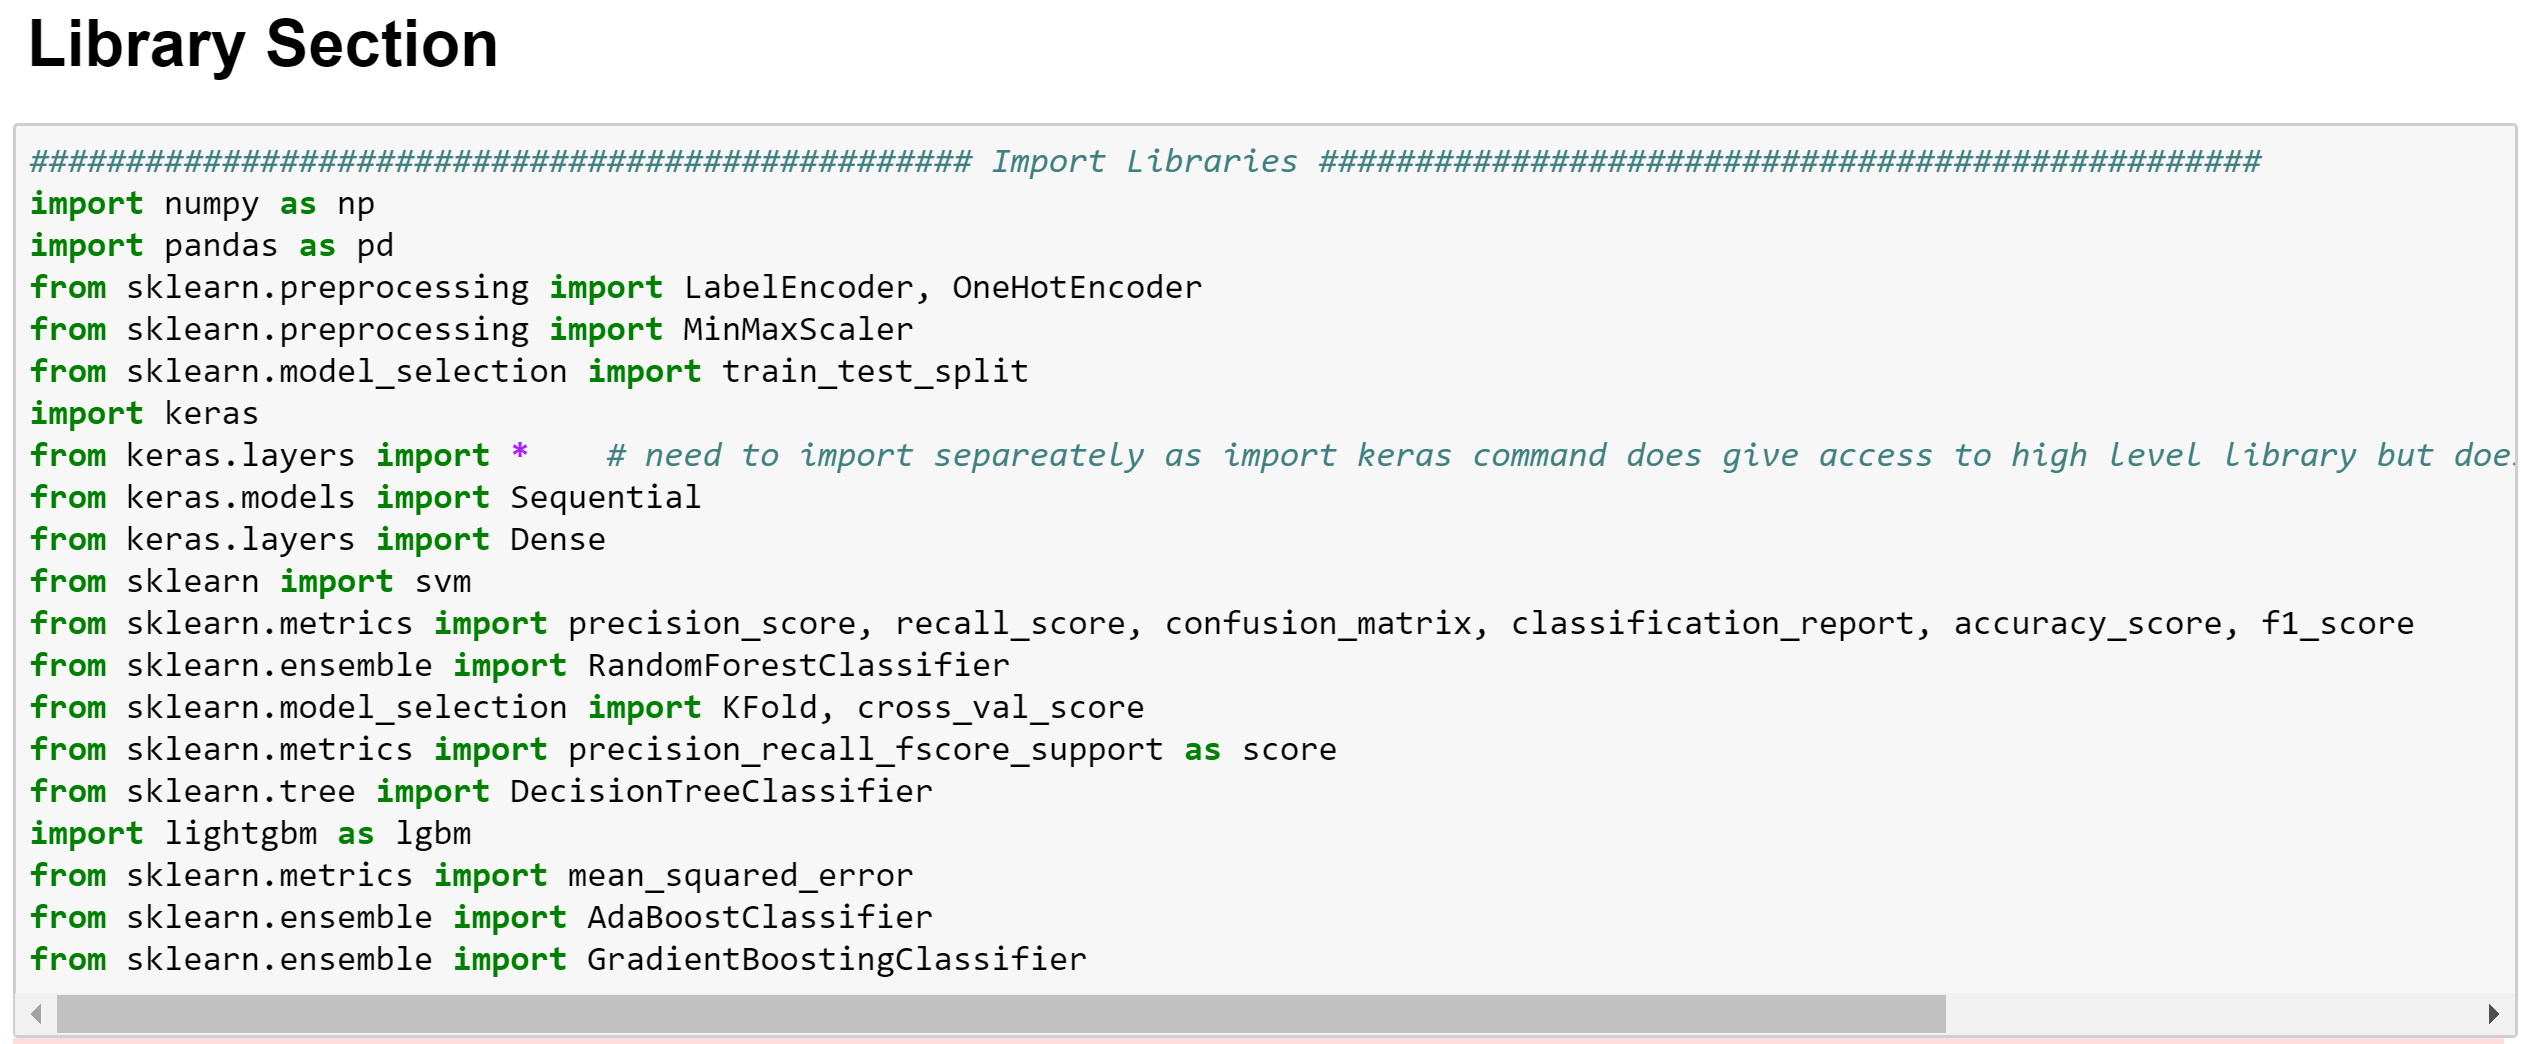 Library Section
################################################# Import Libraries #################################################
import numpy as np
import pandas as pd
from sklearn.preprocessing import LabelEncoder, OneHotEncoder
from sklearn.preprocessing import MinMaxScaler
from sklearn.model_selection import train_test_split
import keras
from keras.layers import *    # need to import separeately as import keras command does give access to high level library but does
from keras.models import Sequential
from keras.layers import Dense
from sklearn import svm
from sklearn.metrics import precision_score, recall_score, confusion_matrix, classification_report, accuracy_score, f1_score
from sklearn.ensemble import RandomForestClassifier
from sklearn.model_selection import KFold, cross_val_score
from sklearn.metrics import precision_recall_fscore_support as score
from sklearn.tree import DecisionTreeClassifier
import lightgbm as lgbm
from sklearn.metrics import mean_squared_error
from sklearn.ensemble import AdaBoostClassifier
from sklearn.ensemble import GradientBoostingClassifier